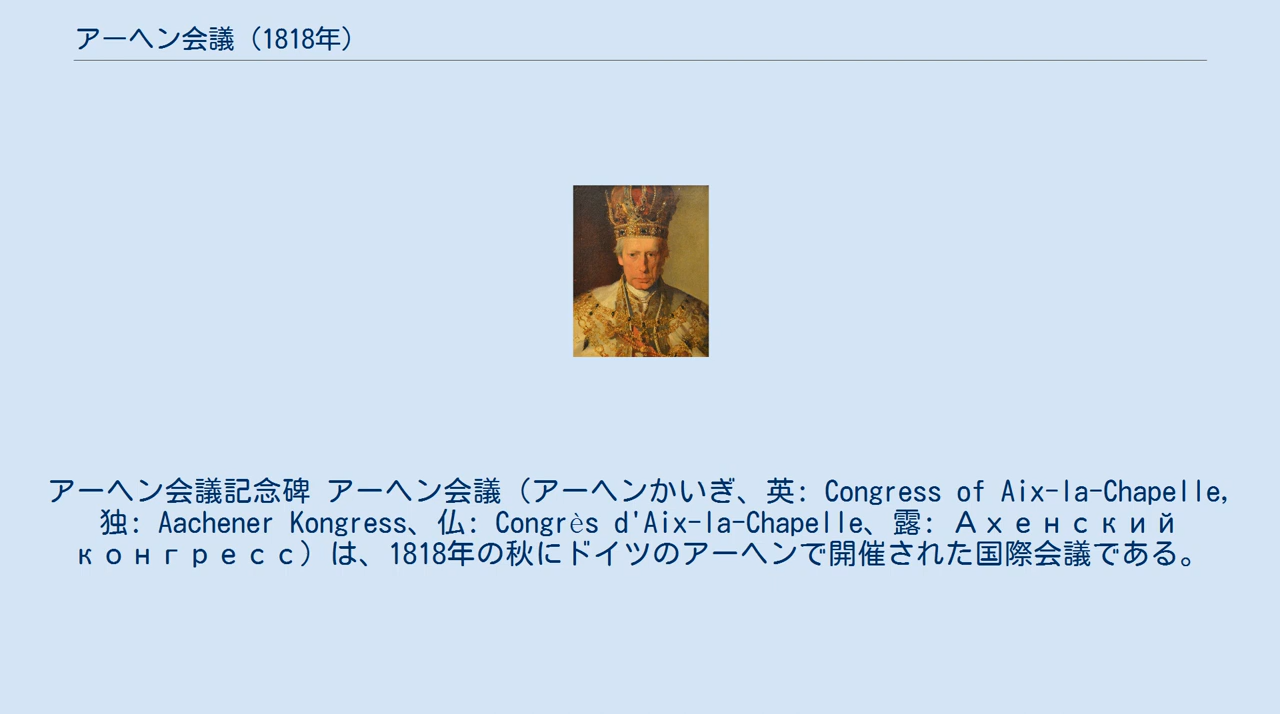 アーヘン会議（1818年）
アーヘン会議記念碑 アーヘン会議（アーヘンかいぎ、英: Congress of Aix-la-Chapelle,
独: Aachener Kongress、仏: Congrès d'Aix-la-Chapelle、露: Ахенский
конгресс）は、1818年の秋にドイツのアーヘンで開催された国際会議である。